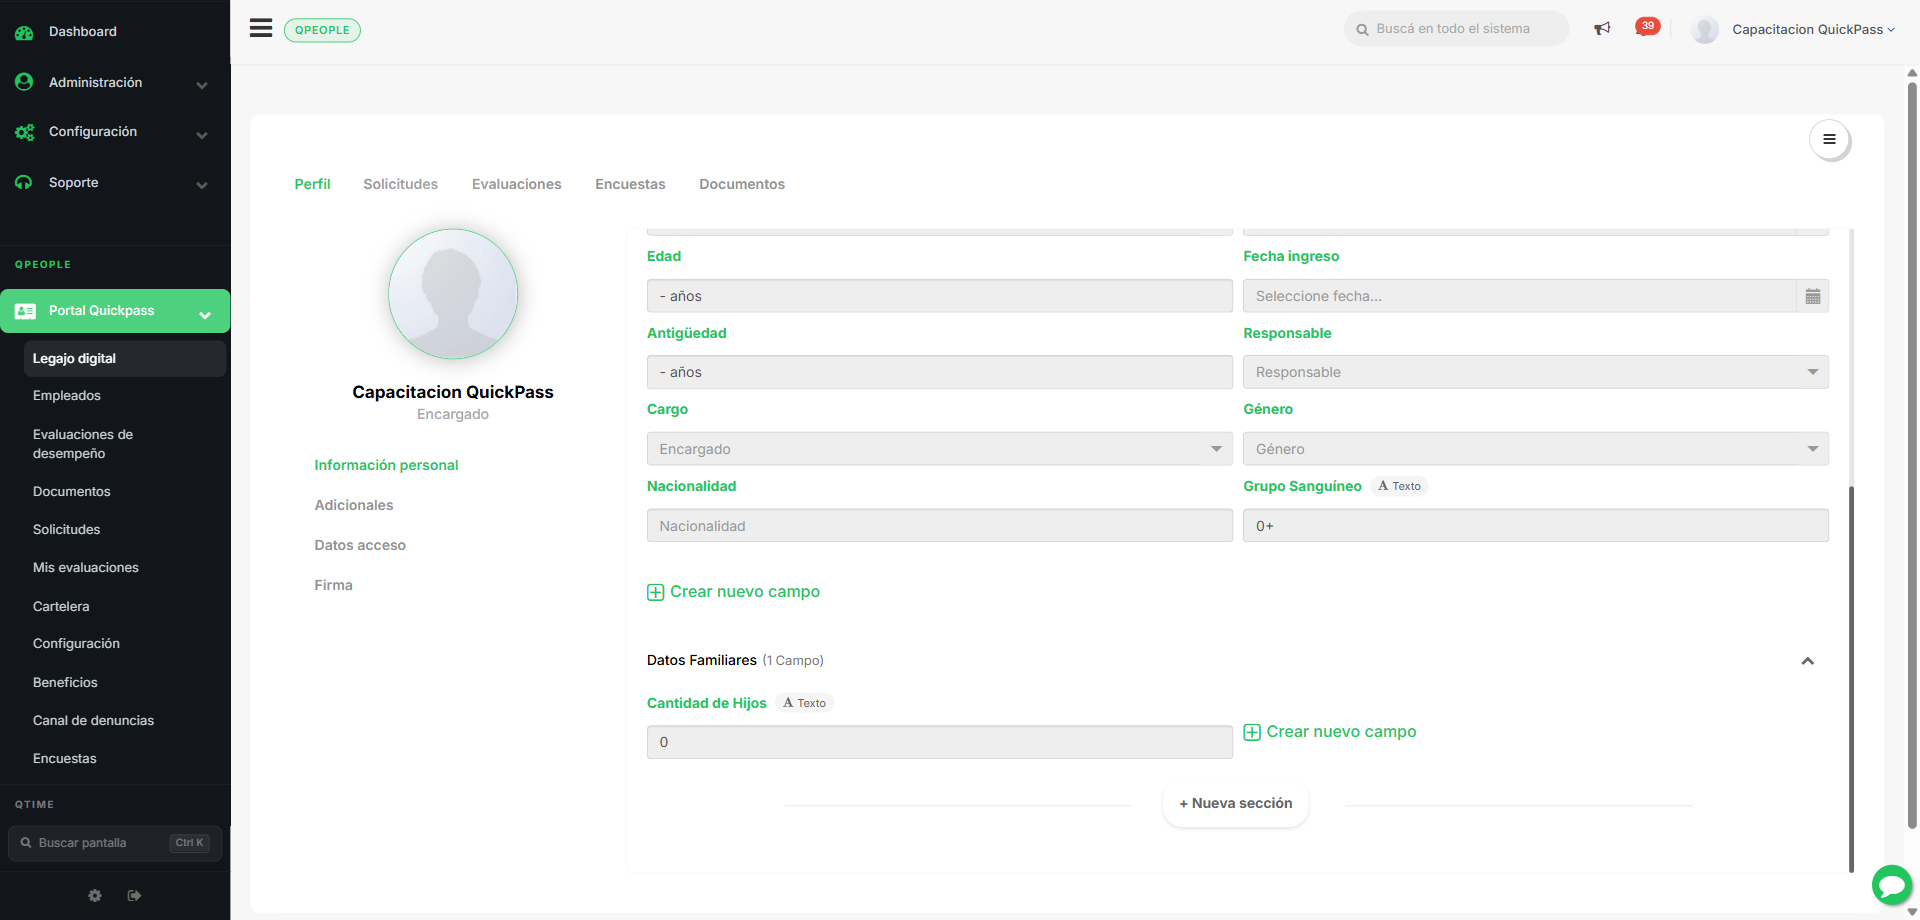 Dashboard
Administración
Configuración
Soporte
QPEOPLE
Portal Quickpass
Legajo digital
Empleados
Evaluaciones de
desempeño
Documentos
Solicitudes
Mis evaluaciones
Cartelera
Configuración
Beneficios
Canal de denuncias
Encuestas
QTIME
Buscar pantalla Ctrl K
QPEOPLE
Buscá en todo el sistema
39
Capacitacion QuickPass
Perfil Solicitudes Evaluaciones Encuestas Documentos
Capacitacion QuickPass
Encargado
Información personal
Adicionales
Datos acceso
Firma
Edad Fecha ingreso
- años Seleccione fecha...
Antigüedad Responsable
- años Responsable
Cargo Género
Encargado Género
Nacionalidad Grupo Sanguíneo A Texto
Nacionalidad 0+
Crear nuevo campo
Datos Familiares (1 Campo)
Cantidad de Hijos A Texto
0 Crear nuevo campo
+ Nueva sección